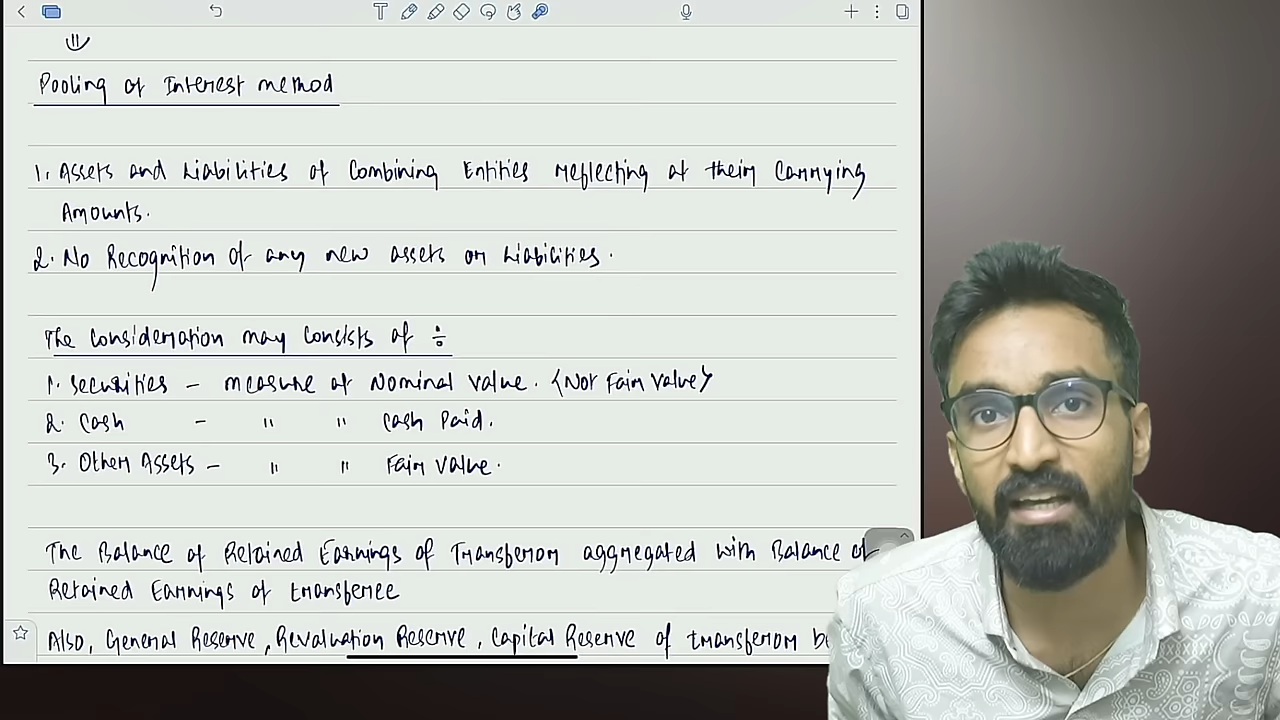 Pooling of Interest method
1. Assets and Liabilities of Combining Entities reflecting at their Carrying
Amounts.
2. No Recognition of any new assets or Liabilities.
The Consideration may Consists of ÷
1. Securities - measure at Nominal value. {Not Fair Value}
2. Cash - " " Cash Paid.
3. Other Assets - " " Fair value.
The Balance of Retained Earnings of Transferor aggregated with Balance of
Retained Earnings of transferee
Also, General Reserve, Revaluation Reserve, Capital Reserve of transferor be